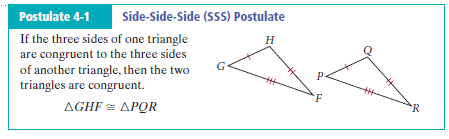 Postulate 4-1 Side-Side-Side (SSS) Postulate
If the three sides of one triangle
are congruent to the three sides
of another triangle, then the two
triangles are congruent.
△GHF ≅ △PQR
H
G
F
Q
P
R